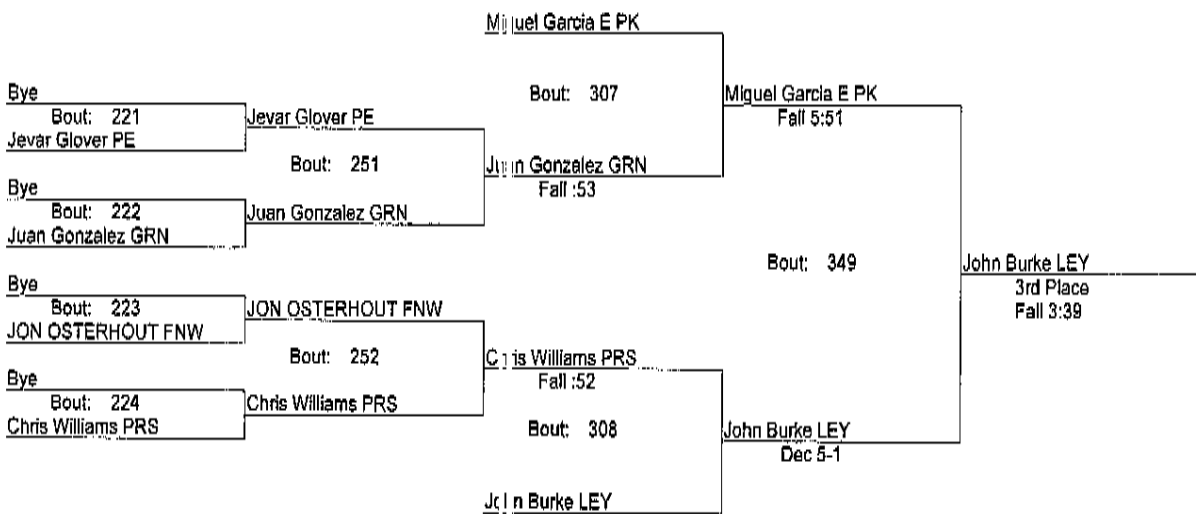 Miguel Garcia E PK
Bye
Bout: 307
Miguel Garcia E PK
Bout: 221
Jevar Glover PE
Fall 5:51
Jevar Glover PE
Bout: 251
Juan Gonzalez GRN
Bye
Fall :53
Bout: 222
Juan Gonzalez GRN
Juan Gonzalez GRN
Bout: 349
John Burke LEY
Bye
3rd Place
Bout: 223
JON OSTERHOUT FNW
Fall 3:39
JON OSTERHOUT FNW
Bout: 252
Chris Williams PRS
Bye
Fall :52
Bout: 224
Chris Williams PRS
Chris Williams PRS
Bout: 308
John Burke LEY
Dec 5-1
John Burke LEY